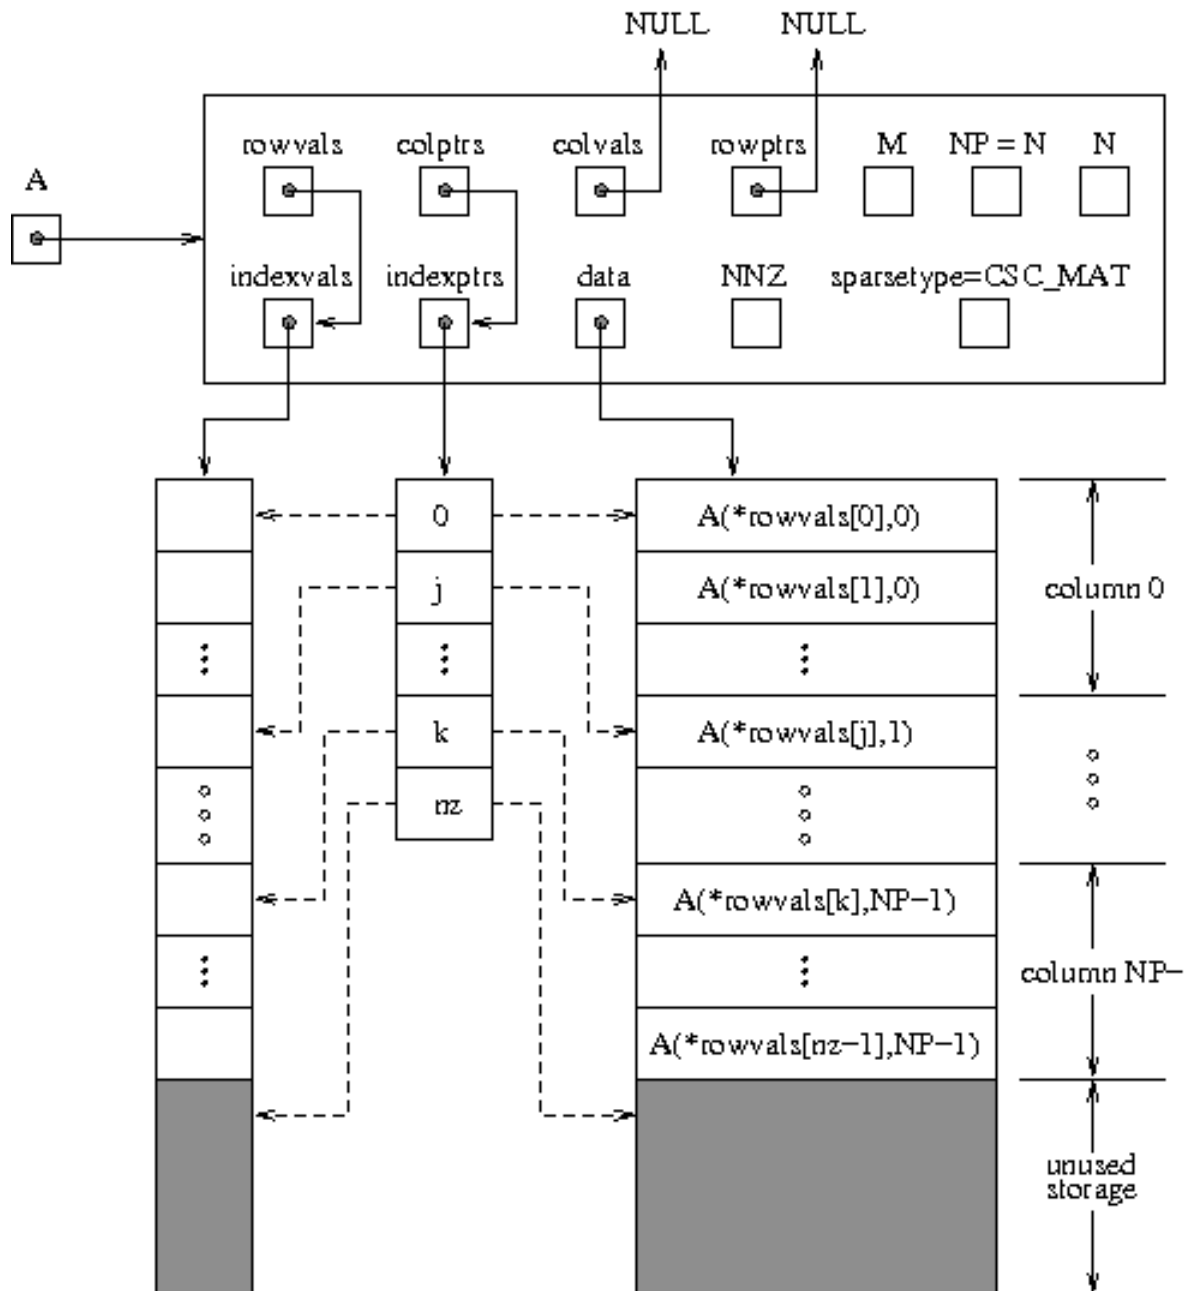 NULL NULL
rowvals colptrs colvals rowptrs M NP = N N
A
indexvals indexptrs data NNZ sparsetype=CSC_MAT
0 A(*rowvals[0],0)
j A(*rowvals[1],0) column 0
k A(*rowvals[j],1)
nz
A(*rowvals[k],NP−1)
column NP−
A(*rowvals[nz−1],NP−1)
unused
storage